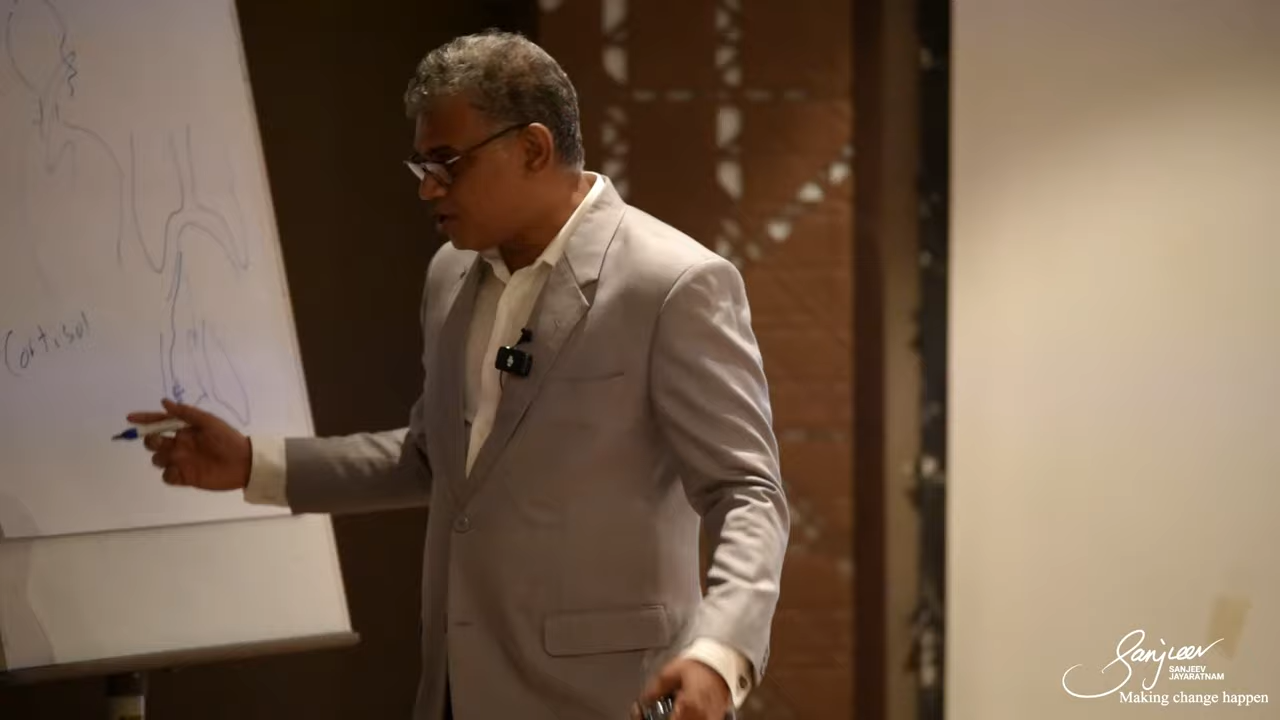 Cortisol
Sanjeev
SANJEEV
JAYARATNAM
Making change happen